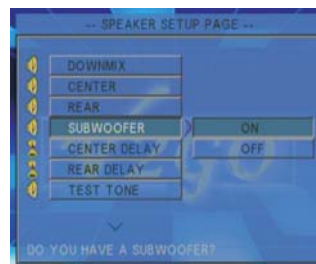 -- SPEAKER SETUP PAGE --
DOWNMIX
CENTER
REAR
SUBWOOFER ON
CENTER DELAY OFF
REAR DELAY
TEST TONE
DO YOU HAVE A SUBWOOFER?